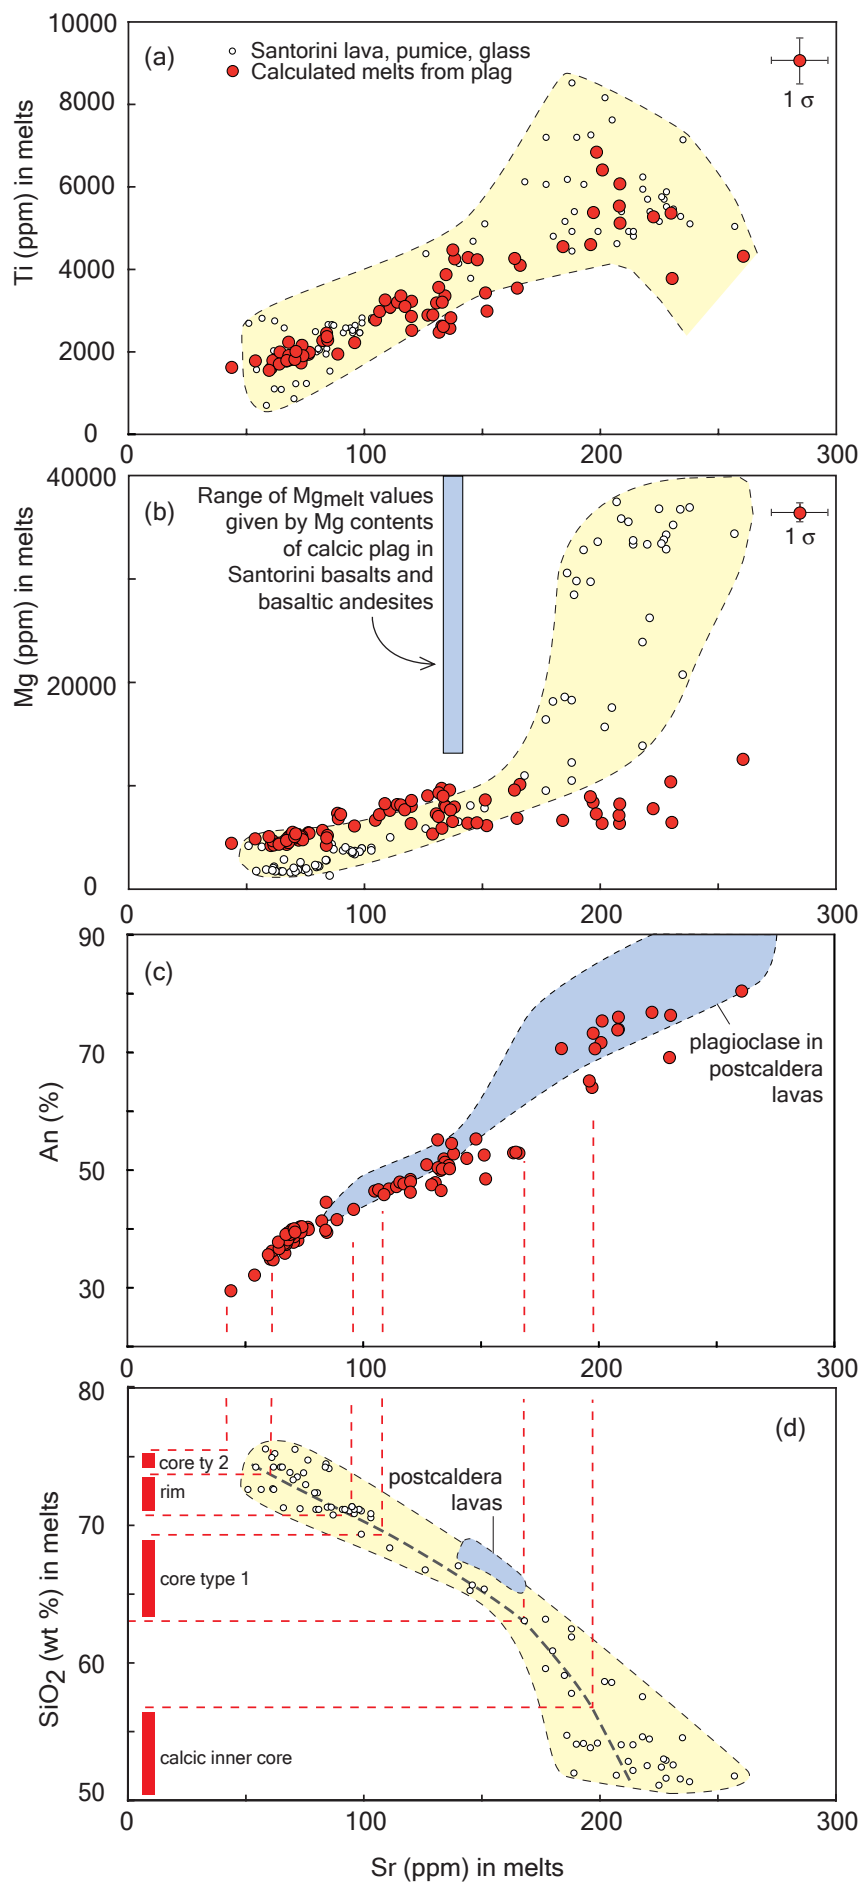 10000
(a)
Santorini lava, pumice, glass
Calculated melts from plag
1 σ
8000
6000
4000
2000
0
Ti (ppm) in melts
0
100
200
300
40000
(b)
Range of Mgmelt values
given by Mg contents
of calcic plag in
Santorini basalts and
basaltic andesites
1 σ
20000
0
Mg (ppm) in melts
0
100
200
300
90
(c)
70
plagioclase in
postcaldera
lavas
50
30
An (%)
0
100
200
300
80
(d)
core ty 2
postcaldera
lavas
rim
70
core type 1
60
calcic inner core
50
SiO2 (wt %) in melts
0
100
200
300
Sr (ppm) in melts